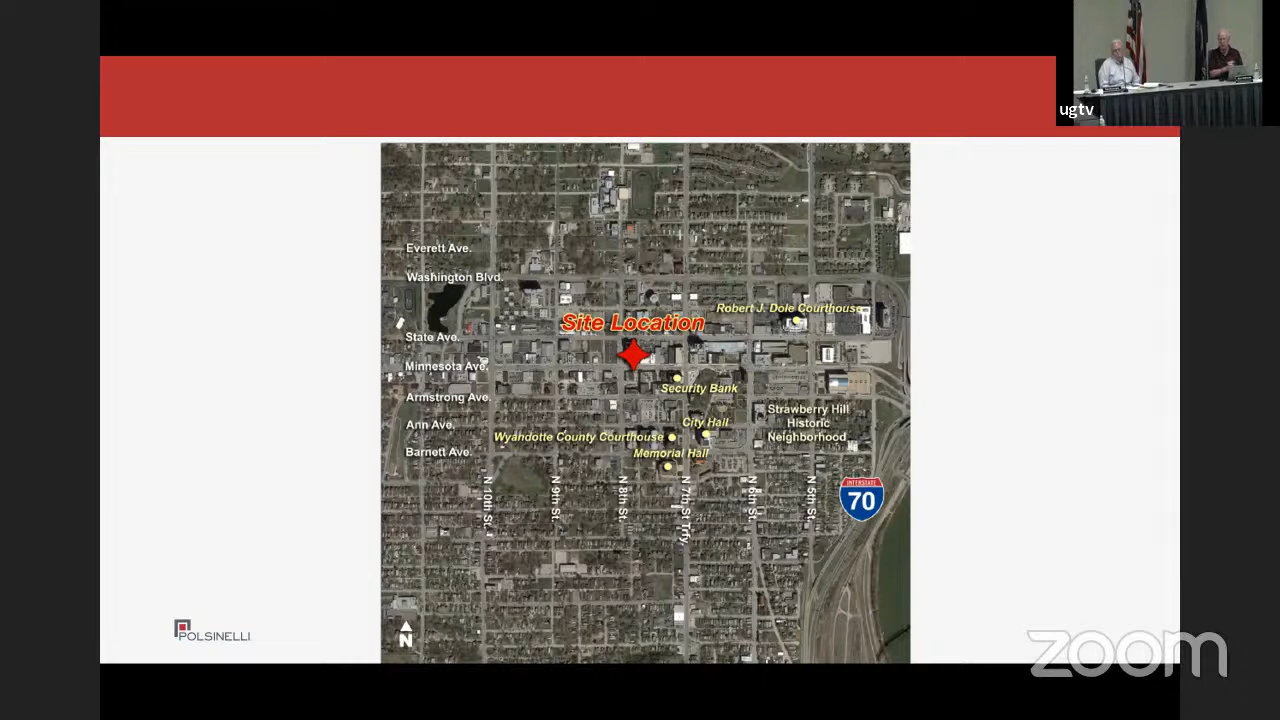 ugtv
Everett Ave.
Washington Blvd.
Robert J. Dole Courthouse
Site Location
State Ave.
Minnesota Ave.
Security Bank
Armstrong Ave.
Strawberry Hill
Historic
Neighborhood
City Hall
Ann Ave.
Wyandotte County Courthouse
Barnett Ave.
Memorial Hall
N 10th St.
N 9th St.
N 8th St.
N 7th St Trfy
N 6th St.
N 5th St.
INTERSTATE
70
N
POLSINELLI
zoom